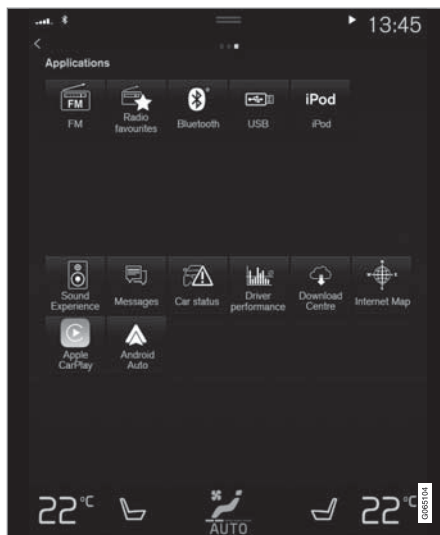 13:45
Applications
FM
FM
Radio
favourites
Bluetooth
USB
iPod
iPod
Sound
Experience
Messages
Car status
Driver
performance
Download
Centre
Internet Map
Apple
CarPlay
Android
Auto
22°C
22°C
AUTO
G065104